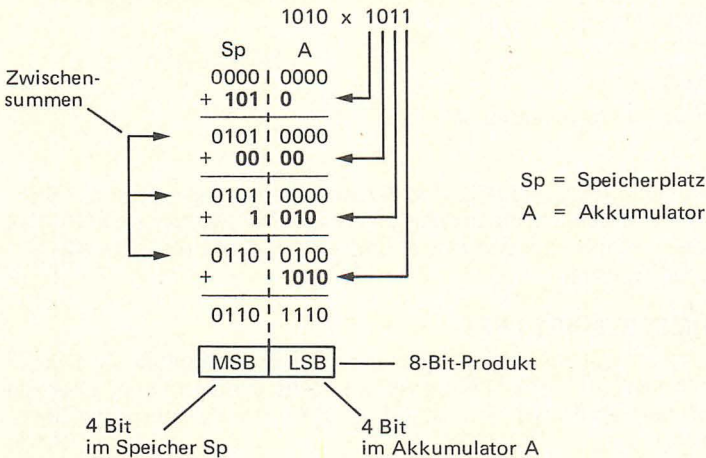 1010 x 1011
Sp A
Zwischen-
summen
0000 0000
+ 101 0
0101 0000
+ 00 00
0101 0000
+ 1 010
0110 0100
+ 1010
0110 1110
Sp = Speicherplatz
A = Akkumulator
MSB LSB
8-Bit-Produkt
4 Bit
im Speicher Sp
4 Bit
im Akkumulator A